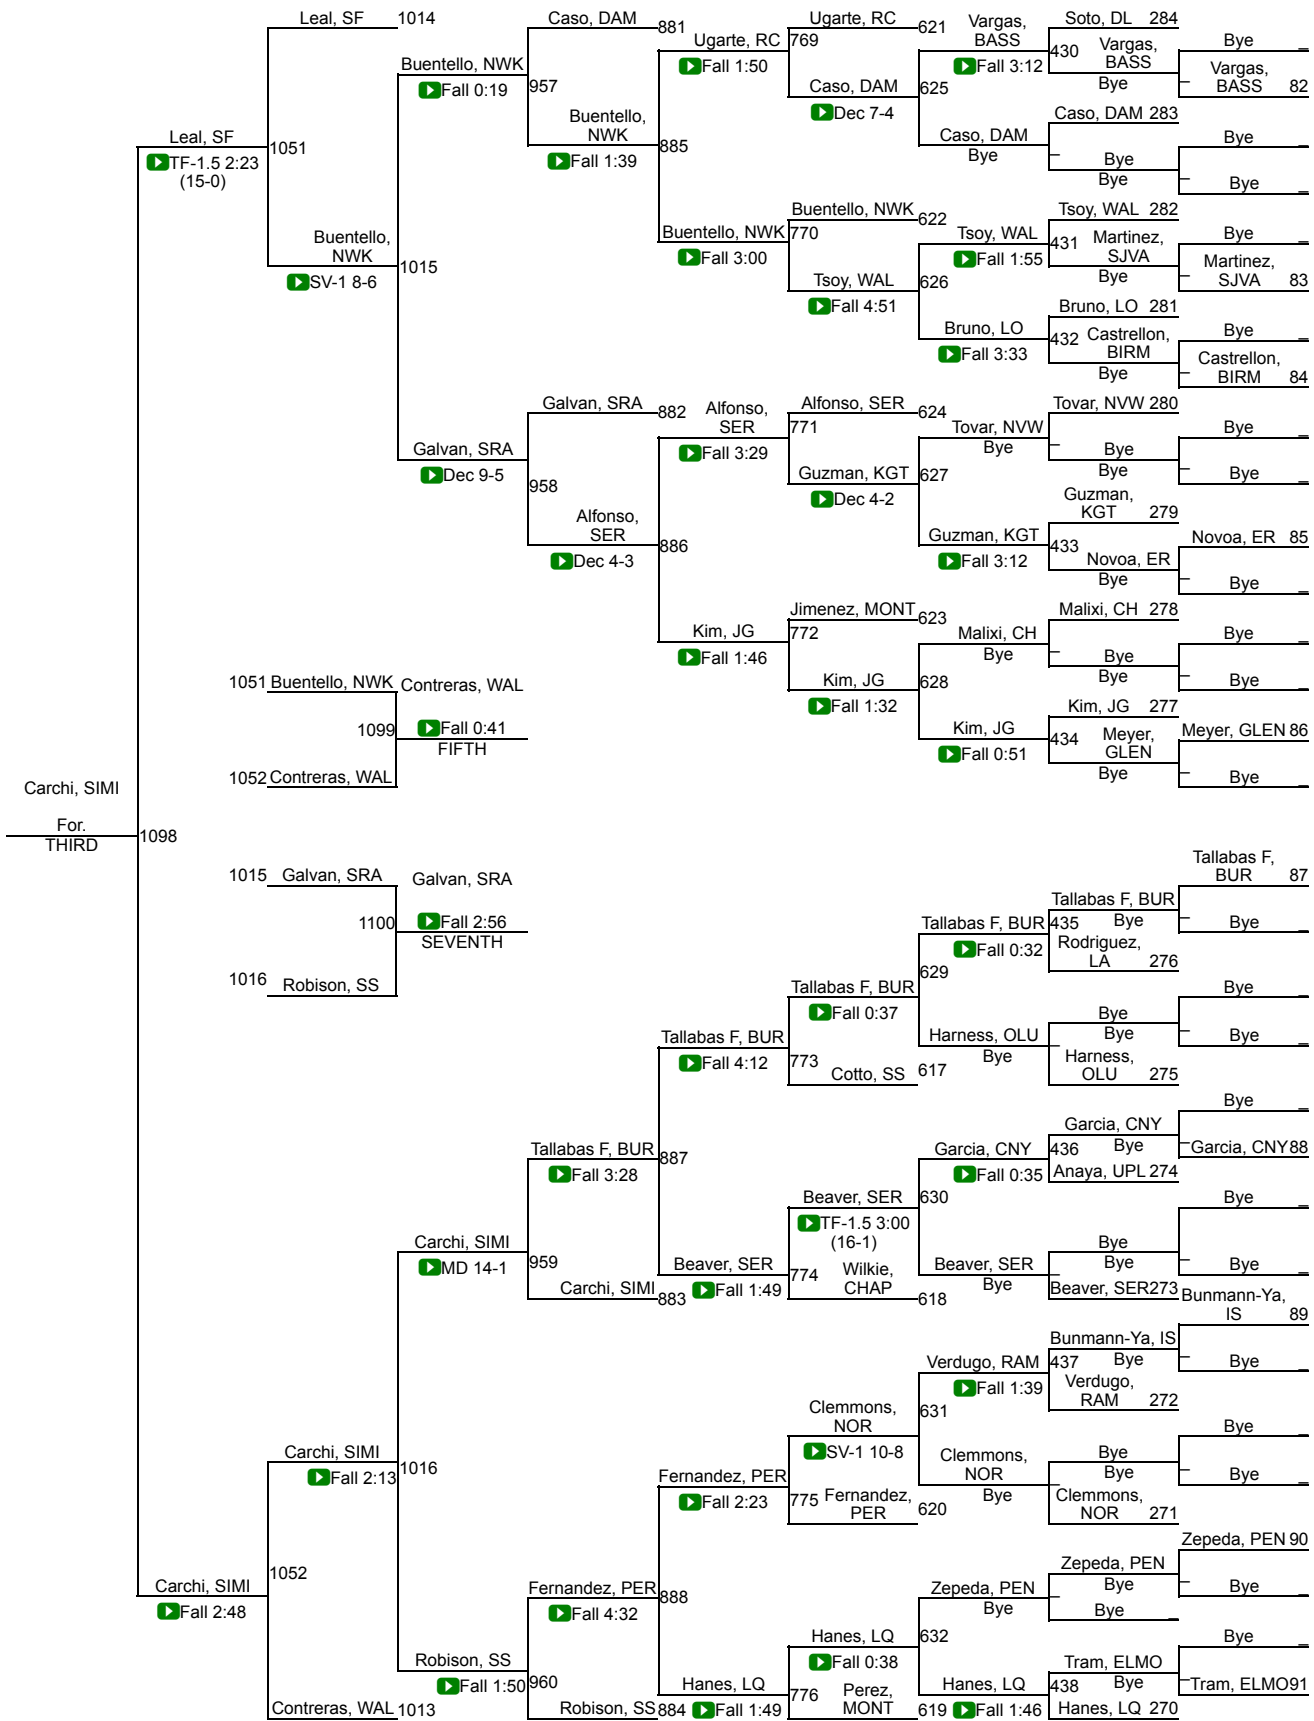 Leal, SF 1014 Caso, DAM 881 Ugarte, RC 621 Vargas, Soto, DL 284
Ugarte, RC 769 BASS 430 Vargas, Bye _
Buentello, NWK Fall 1:50 Fall 3:12 BASS Vargas,
Fall 0:19 957 Caso, DAM 625 Bye _ BASS 82
Buentello, Dec 7-4 Caso, DAM 283
Leal, SF NWK Caso, DAM Bye _
1051 885 Bye
TF-1.5 2:23 Fall 1:39 _ Bye
(15-0) Bye _ Bye _
Buentello, NWK 622 Tsoy, WAL 282
Buentello, Buentello, NWK 770 Tsoy, WAL 431 Martinez, Bye _
NWK Fall 3:00 Fall 1:55 SJVA Martinez,
1015 Tsoy, WAL 626 Bye _ SJVA 83
SV-1 8-6 Fall 4:51 Bruno, LO 281
Bruno, LO 432 Castrellon, Bye _
Fall 3:33 BIRM Castrellon,
Bye _ BIRM 84
Galvan, SRA 882 Alfonso, Alfonso, SER 624 Tovar, NVW 280
SER 771 Tovar, NVW Bye _
Galvan, SRA Fall 3:29 Bye _ Bye
Dec 9-5 958 Guzman, KGT 627 Bye _ Bye _
Dec 4-2 Guzman,
Alfonso, KGT 279
SER 886 Guzman, KGT 433 Novoa, ER 85
Dec 4-3 Fall 3:12 Novoa, ER
Bye _ Bye _
Jimenez, MONT 623 Malixi, CH 278
Kim, JG 772 Malixi, CH Bye _
Fall 1:46 Bye _ Bye
1051 Buentello, NWK Contreras, WAL Kim, JG 628 Bye _ Bye _
Fall 1:32 Kim, JG 277
1099 Fall 0:41 Kim, JG 434 Meyer, Meyer, GLEN 86
FIFTH Fall 0:51 GLEN
1052 Contreras, WAL Bye _ Bye _
Carchi, SIMI
For. 1098
THIRD
Tallabas F,
1015 Galvan, SRA Galvan, SRA BUR 87
Tallabas F, BUR
1100 Fall 2:56 Tallabas F, BUR 435 Bye _ Bye _
SEVENTH Fall 0:32 Rodriguez,
629 LA 276
1016 Robison, SS Tallabas F, BUR Bye _
Fall 0:37 Bye
Tallabas F, BUR Harness, OLU _ Bye _ Bye _
Fall 4:12 773 Bye Harness,
Cotto, SS 617 OLU 275
Bye _
Garcia, CNY
Tallabas F, BUR 887 Garcia, CNY 436 Bye _ Garcia, CNY 88
Fall 3:28 Fall 0:35 Anaya, UPL 274
Beaver, SER 630 Bye _
TF-1.5 3:00
Carchi, SIMI (16-1) Bye
MD 14-1 959 Beaver, SER 774 Wilkie, Beaver, SER _ Bye _ Bye _
Carchi, SIMI 883 Fall 1:49 CHAP 618 Bye Beaver, SER 273 Bunmann-Ya,
IS 89
Bunmann-Ya, IS
Verdugo, RAM 437 Bye _ Bye _
Fall 1:39 Verdugo,
Clemmons, 631 RAM 272
NOR Bye _
Carchi, SIMI SV-1 10-8 Clemmons, Bye
Fall 2:13 1016 Fernandez, PER NOR _ Bye _ Bye _
Fall 2:23 775 Fernandez, Bye Clemmons,
PER 620 NOR 271
Zepeda, PEN 90
1052 Zepeda, PEN
Carchi, SIMI Fernandez, PER 888 Zepeda, PEN _ Bye _ Bye _
Fall 2:48 Fall 4:32 Bye Bye _
Hanes, LQ 632 Bye _
Robison, SS Fall 0:38 Tram, ELMO
Fall 1:50 960 Hanes, LQ 776 Perez, Hanes, LQ 438 Bye _ Tram, ELMO 91
Contreras, WAL 1013 Robison, SS 884 Fall 1:49 MONT 619 Fall 1:46 Hanes, LQ 270